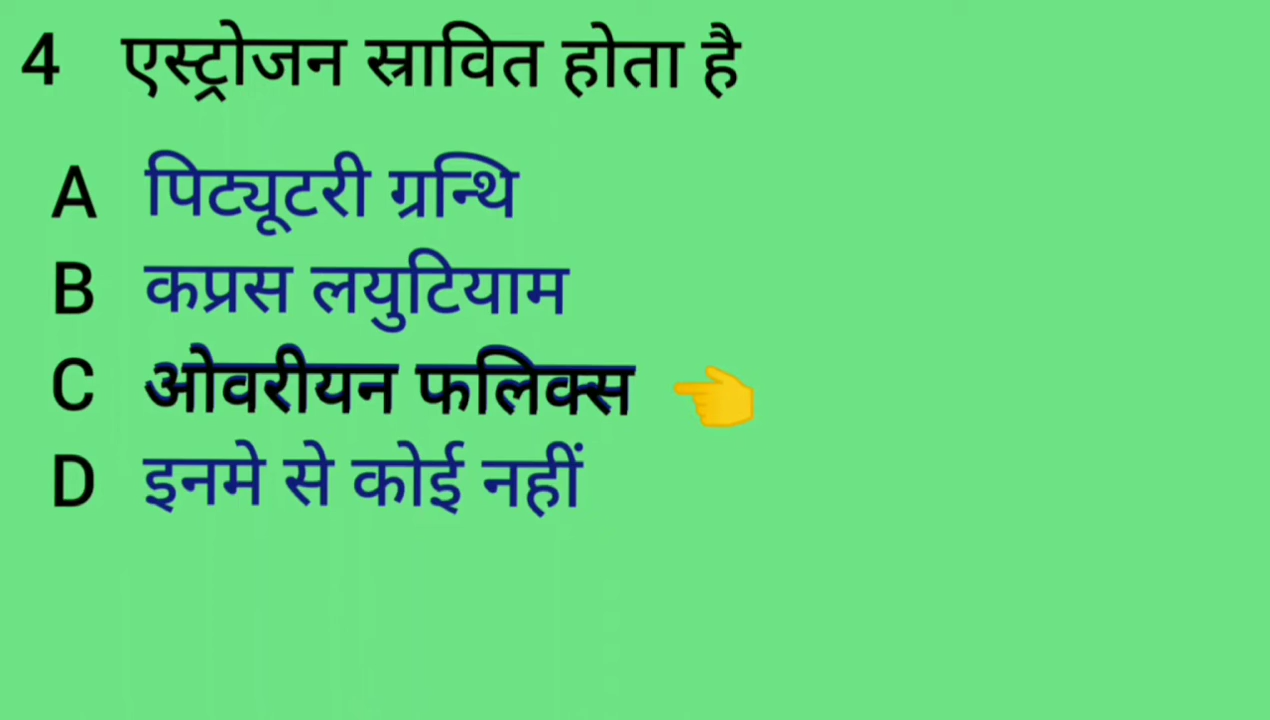 4 एस्ट्रोजन स्रावित होता है
A पिट्यूटरी ग्रन्थि
B कप्रस लयुटियाम
C ओवरीयन फलिक्स
D इनमे से कोई नहीं